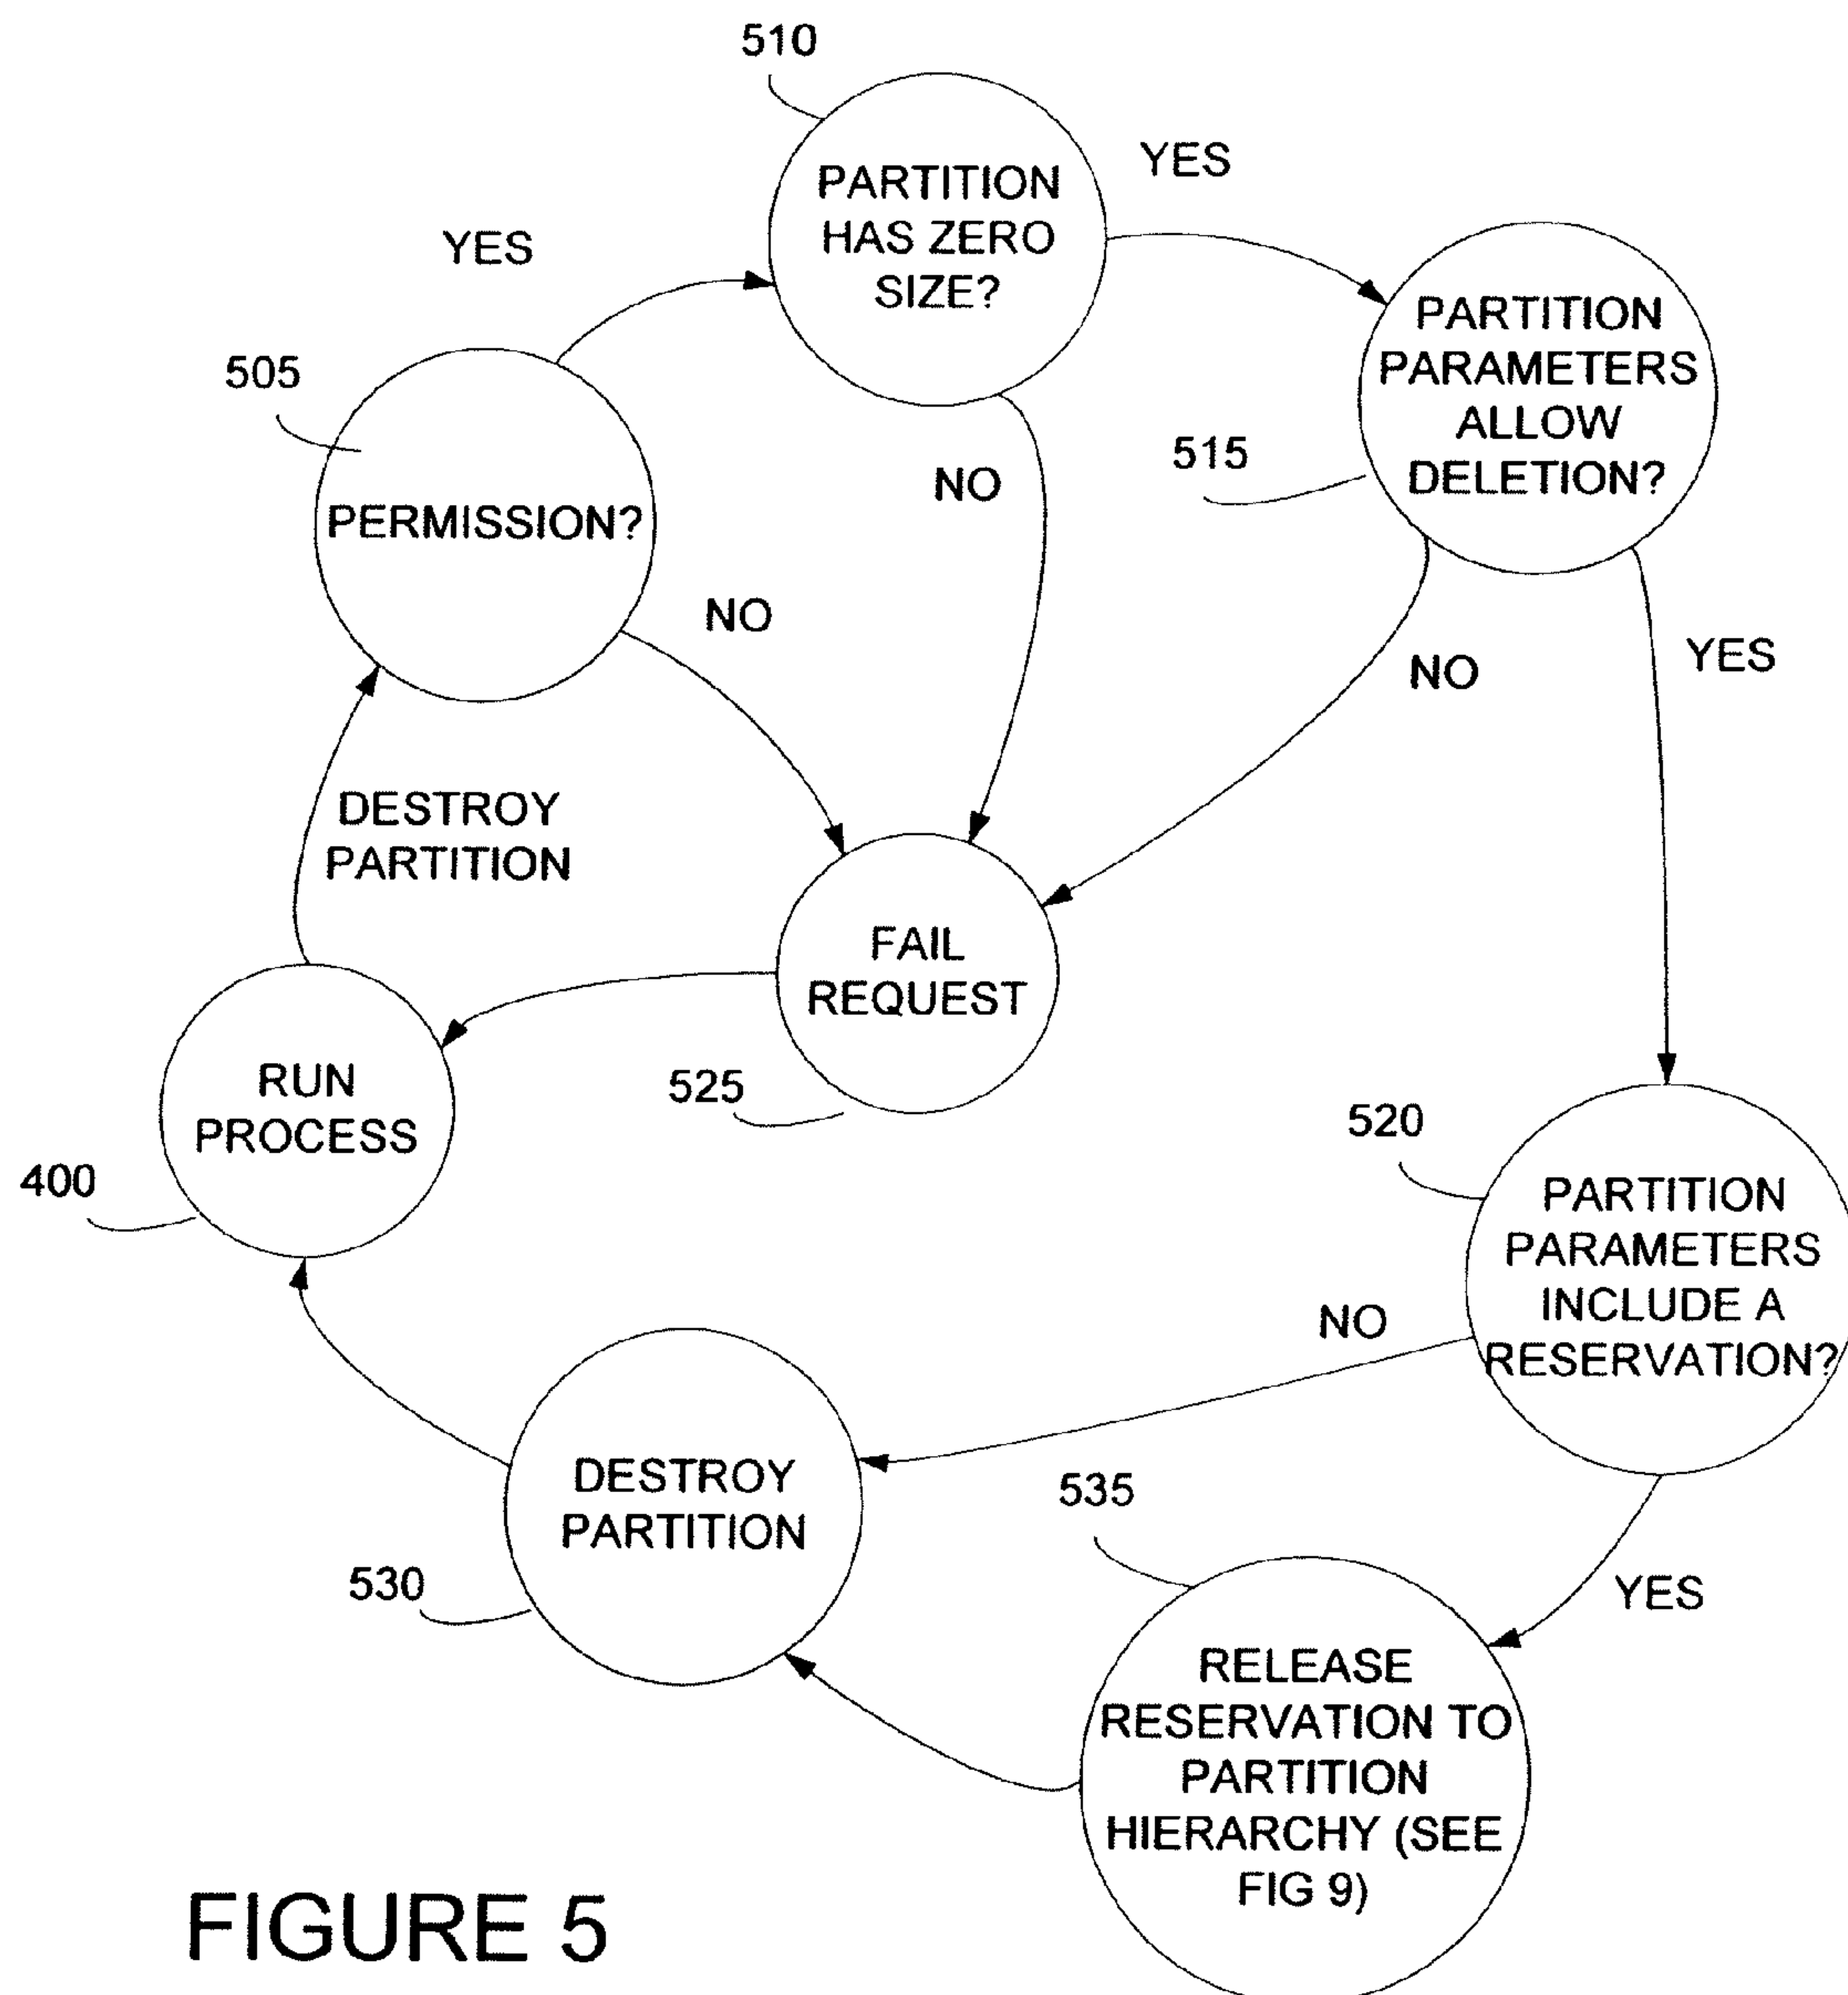 510
PARTITION
HAS ZERO
SIZE?
YES
YES
PARTITION
PARAMETERS
ALLOW
DELETION?
505
515
NO
PERMISSION?
NO
NO
YES
DESTROY
PARTITION
FAIL
REQUEST
525
RUN
PROCESS
400
520
PARTITION
PARAMETERS
INCLUDE A
RESERVATION?
NO
DESTROY
PARTITION
530
535
YES
RELEASE
RESERVATION TO
PARTITION
HIERARCHY (SEE
FIG 9)
FIGURE 5